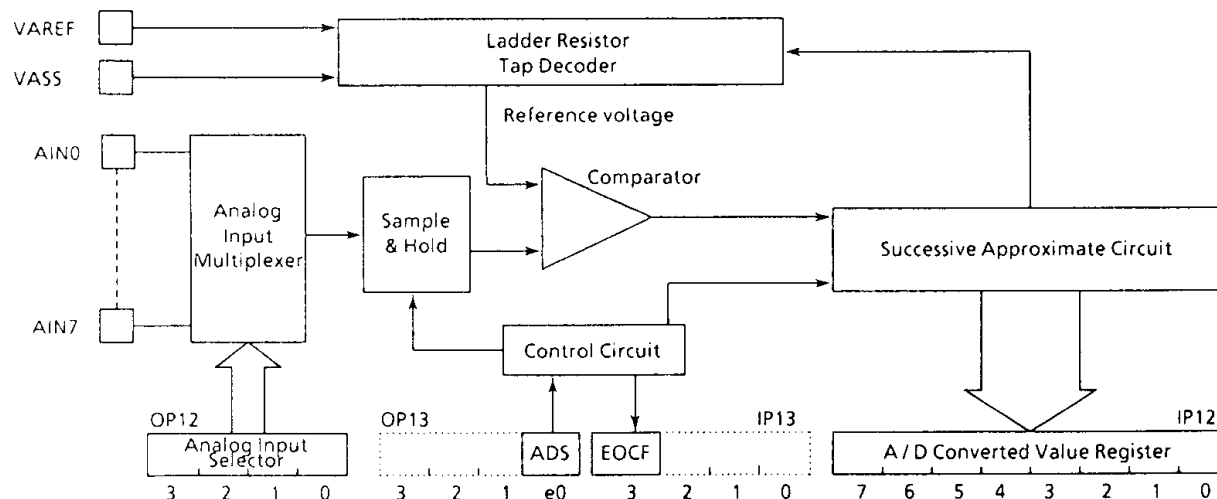 VAREF
VASS
Ladder Resistor
Tap Decoder
Reference voltage
AIN0
AIN7
Analog
Input
Multiplexer
Sample
& Hold
Comparator
Successive Approximate Circuit
Control Circuit
OP12
Analog Input
Selector
3 2 1 0
OP13
ADS
3 2 1 e0
IP13
EOCF
3 2 1 0
IP12
A / D Converted Value Register
7 6 5 4 3 2 1 0